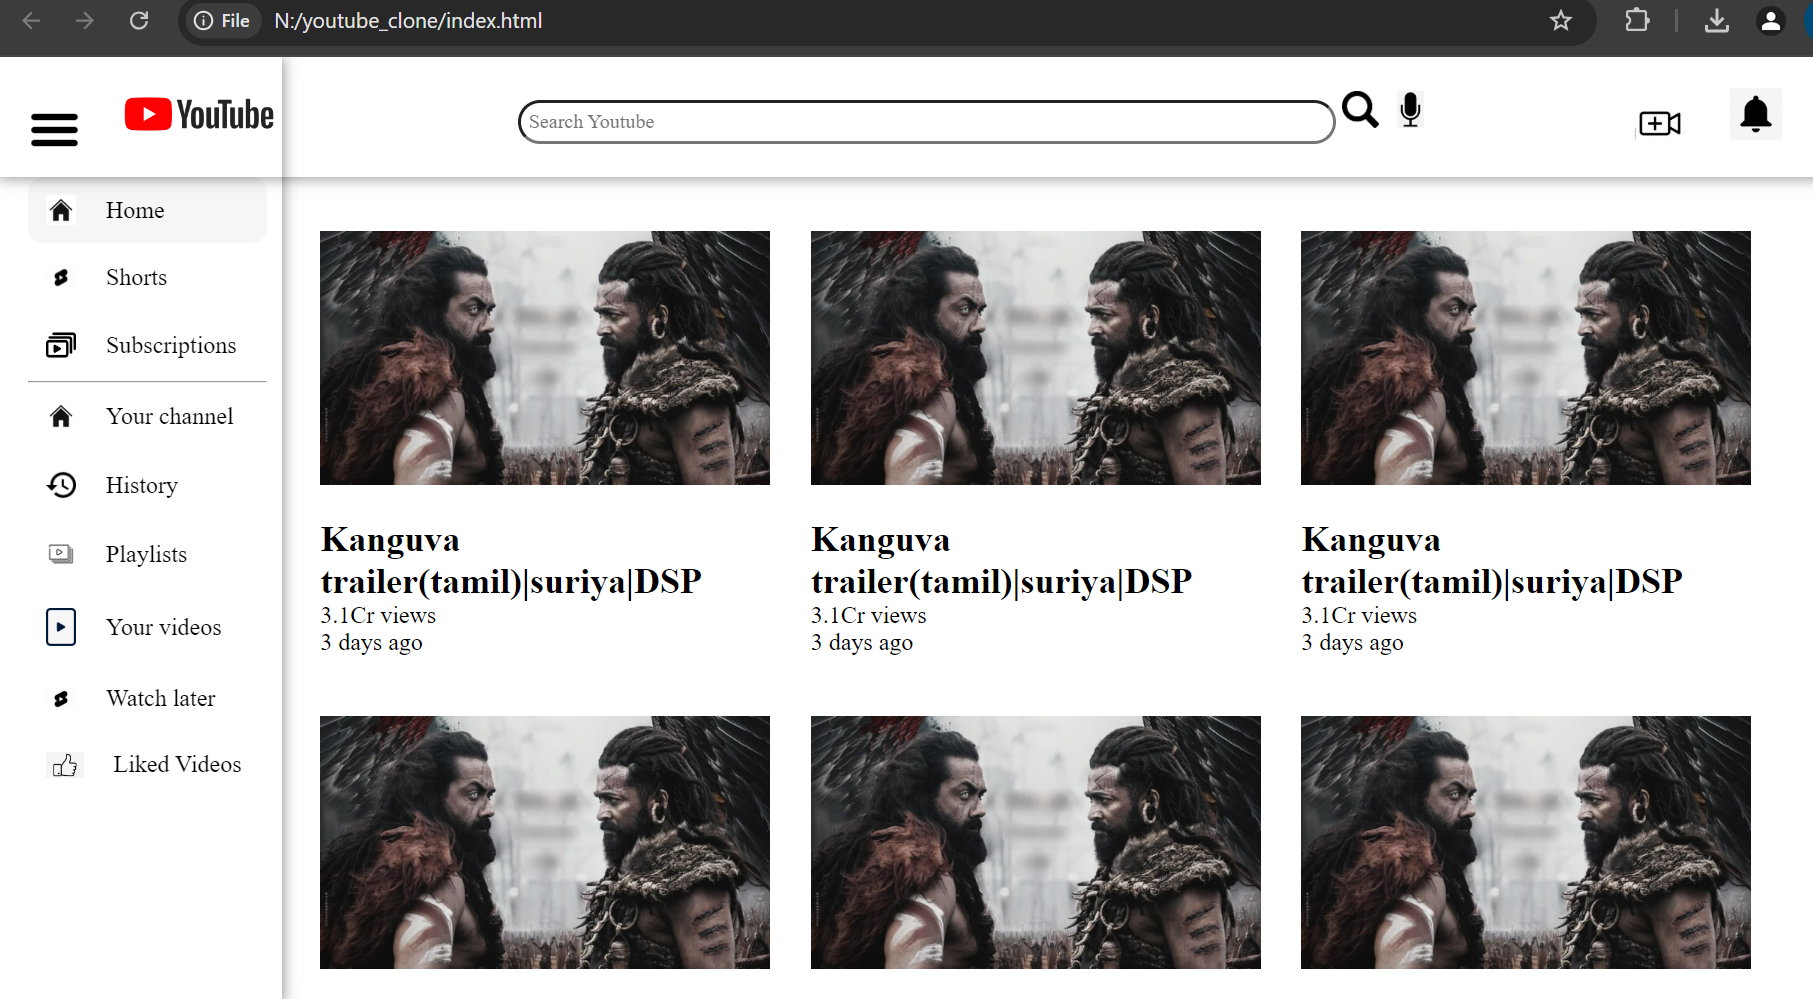 File N:/youtube_clone/index.html
YouTube
Search Youtube
Home
Shorts
Subscriptions
Your channel
History
Playlists
Your videos
Watch later
Liked Videos
Kanguva
trailer(tamil)|suriya|DSP
3.1Cr views
3 days ago
Kanguva
trailer(tamil)|suriya|DSP
3.1Cr views
3 days ago
Kanguva
trailer(tamil)|suriya|DSP
3.1Cr views
3 days ago